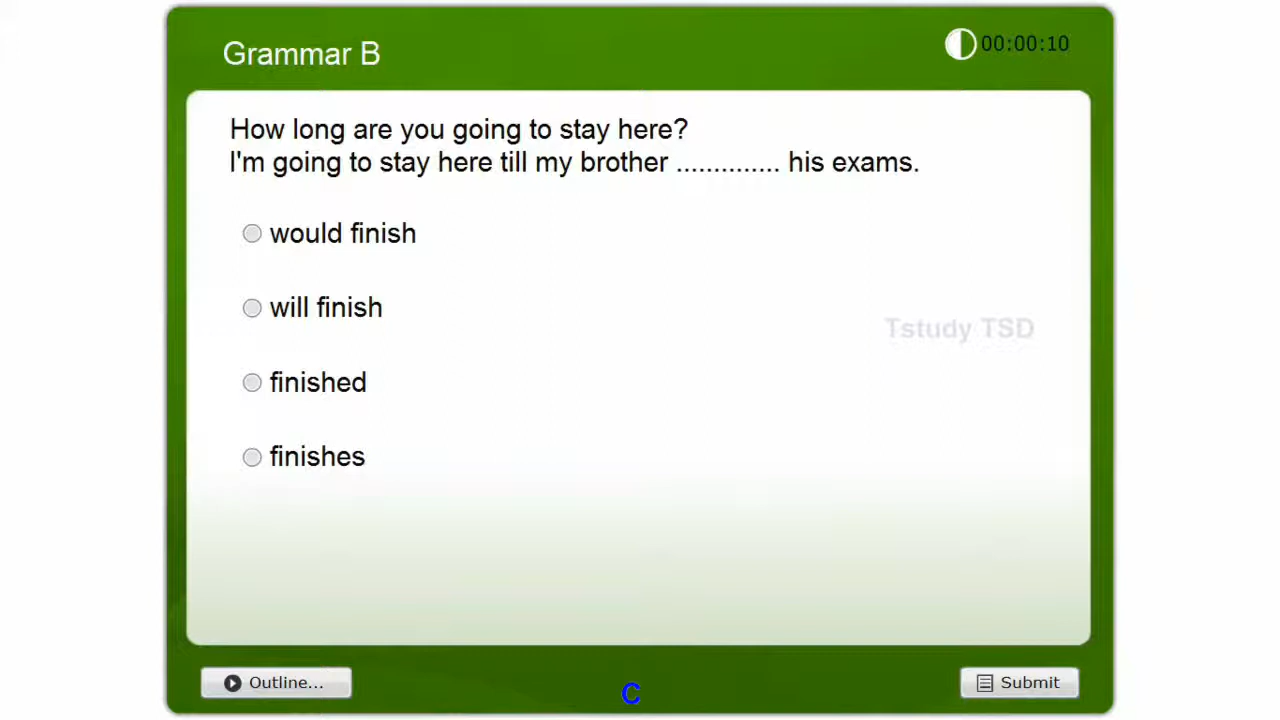 Grammar B
00:00:10
How long are you going to stay here?
I'm going to stay here till my brother .............. his exams.
would finish
will finish
Tstudy TSD
finished
finishes
Outline...
C
Submit